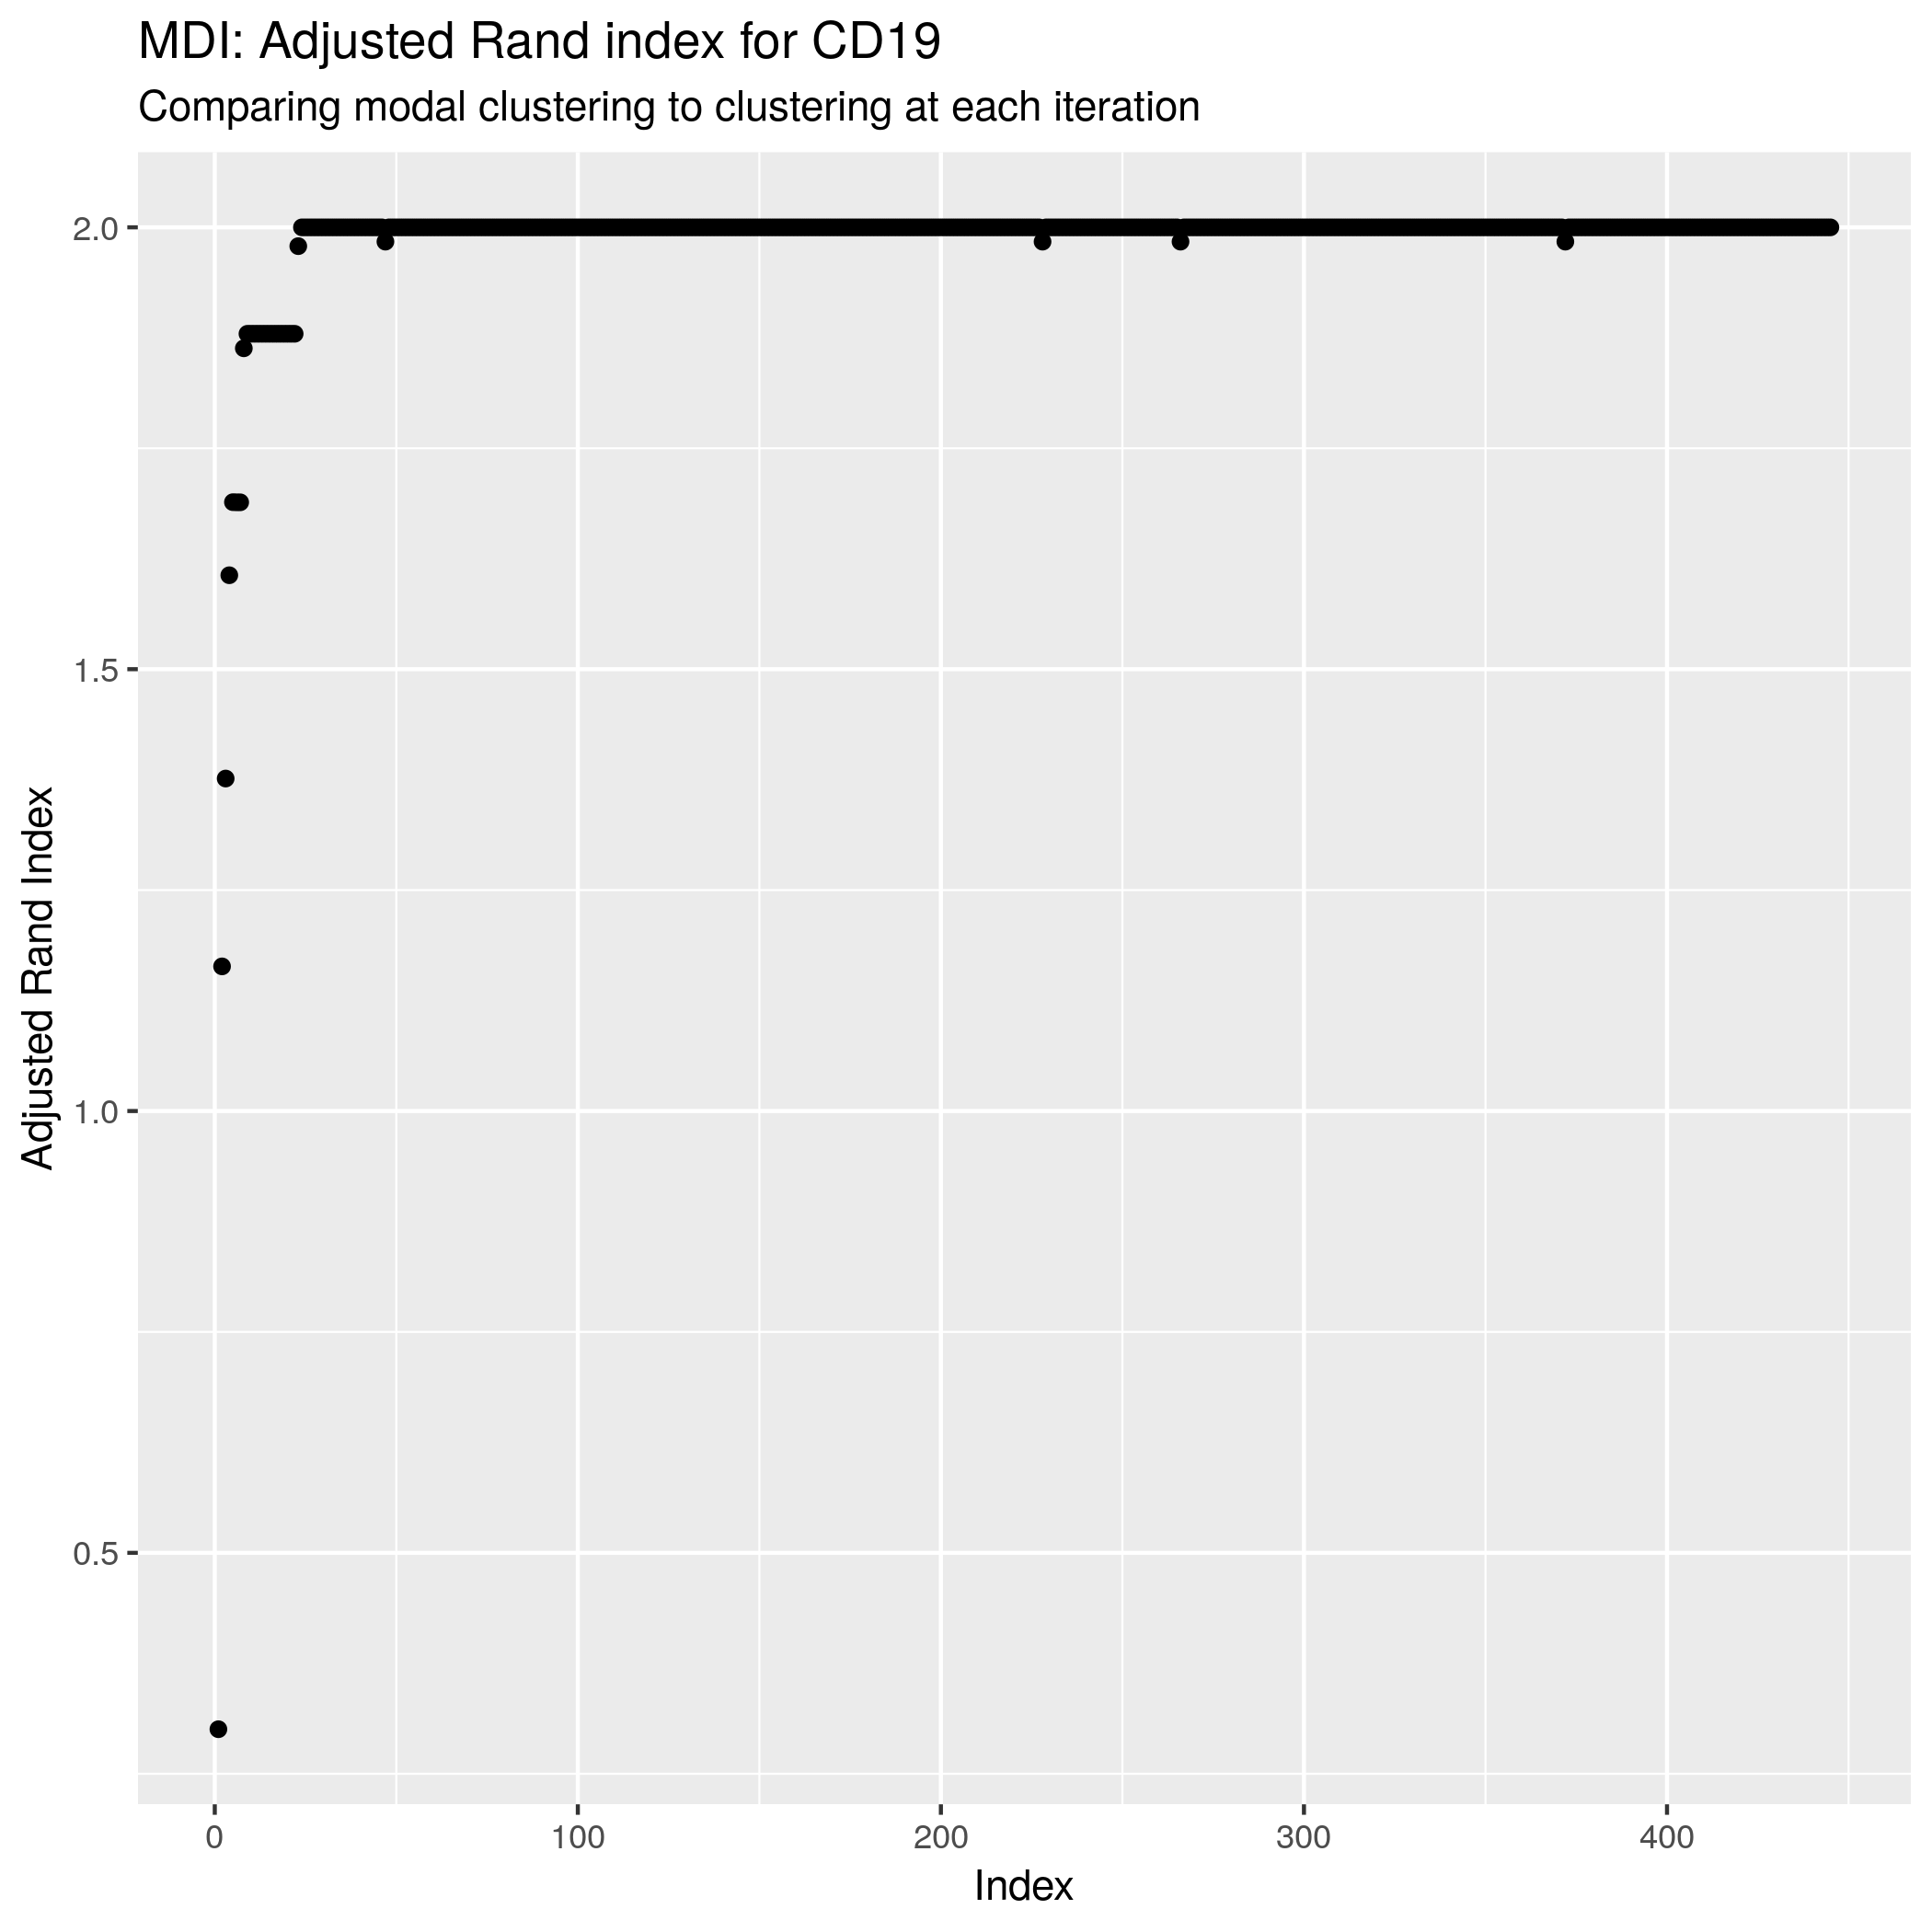 MDI: Adjusted Rand index for CD19
Comparing modal clustering to clustering at each iteration
Adjusted Rand Index
2.0
1.5
1.0
0.5
0 100 200 300 400
Index